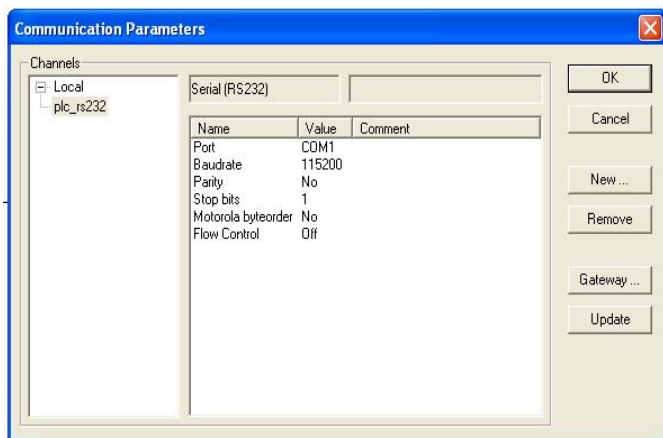 Communication Parameters
Channels
Local
plc_rs232
Serial (RS232)
Name Value Comment
Port COM1
Baudrate 115200
Parity No
Stop bits 1
Motorola byteorder No
Flow Control Off
OK
Cancel
New ...
Remove
Gateway ...
Update